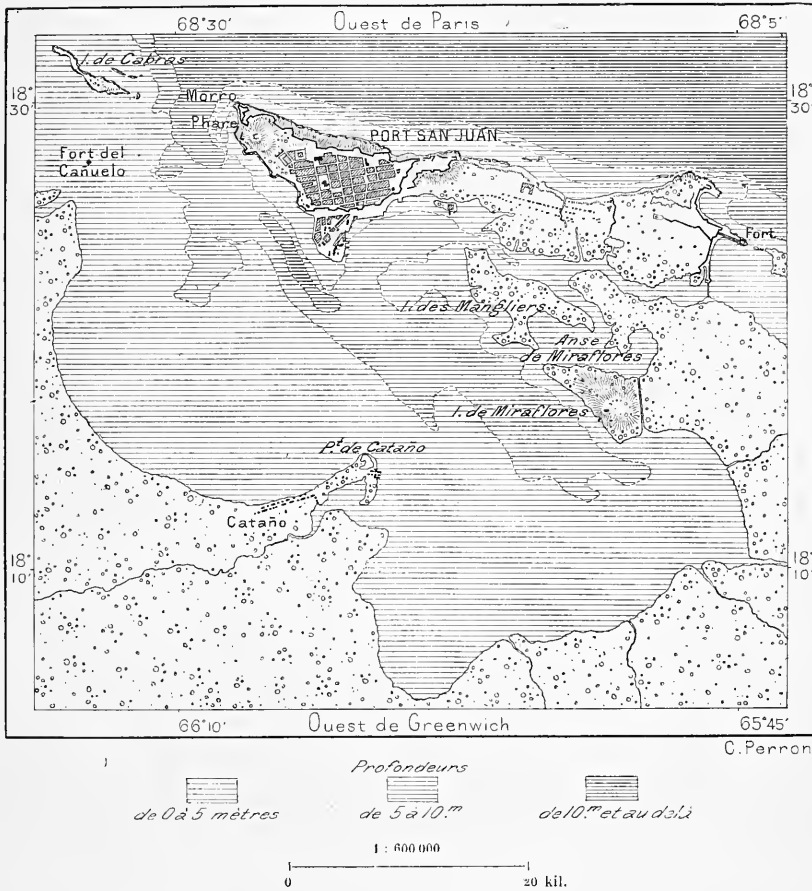 68°30' Ouest de Paris 68°5'
I. de Cabras
18° 30'
18° 30'
Morro
Phare
PORT SAN JUAN
Fort del Cañuelo
Fort
I. des Mangliers
Anse de Miraflores
I. de Miraflores
P.t de Cataño
Cataño
18° 10'
18° 10'
66°10' Ouest de Greenwich 65°45'
C. Perron
Profondeurs
de 0 à 5 mètres
de 5 à 10.m
de 10.m et au delà
1 : 600 000
0 20 kil.